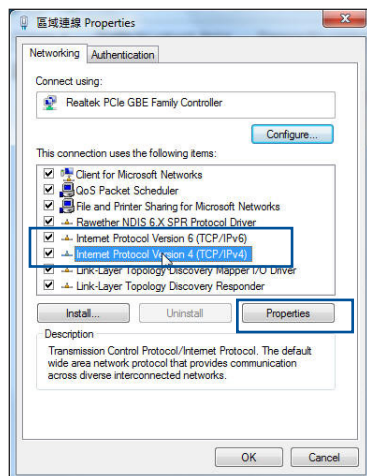 區域連線 Properties
Networking
Authentication
Connect using:
Realtek PCIe GBE Family Controller
Configure...
This connection uses the following items:
Client for Microsoft Networks
QoS Packet Scheduler
File and Printer Sharing for Microsoft Networks
Rawether NDIS 6.X SPR Protocol Driver
Internet Protocol Version 6 (TCP/IPv6)
Internet Protocol Version 4 (TCP/IPv4)
Link-Layer Topology Discovery Mapper I/O Driver
Link-Layer Topology Discovery Responder
Install...
Uninstall
Properties
Description
Transmission Control Protocol/Internet Protocol. The default
wide area network protocol that provides communication
across diverse interconnected networks.
OK
Cancel